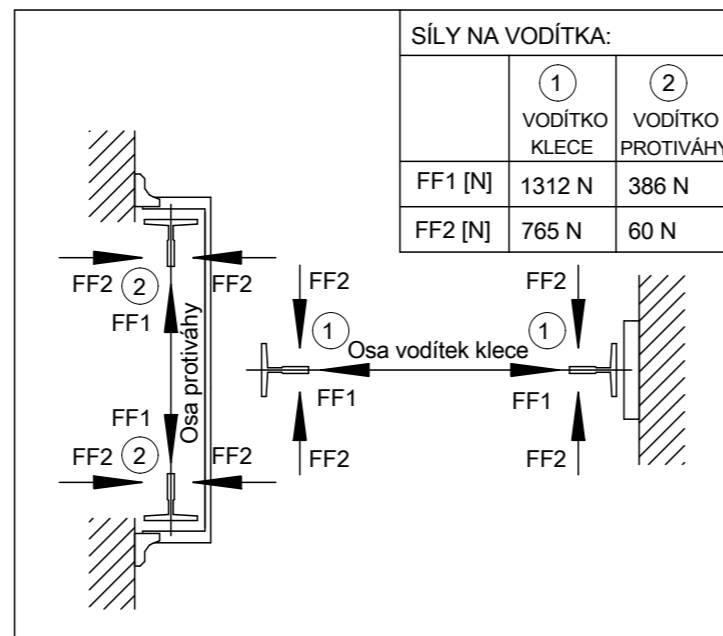 SÍLY NA VODÍTKA:
1 2
VODÍTKO KLECE VODÍTKO PROTIVÁHY
FF1 [N] 1312 N 386 N
FF2 [N] 765 N 60 N
FF2 2 FF2
FF1
Osa protiváhy
FF1
FF2 2 FF2
FF2 FF2
1 Osa vodítek klece 1
FF1 FF1
FF2 FF2